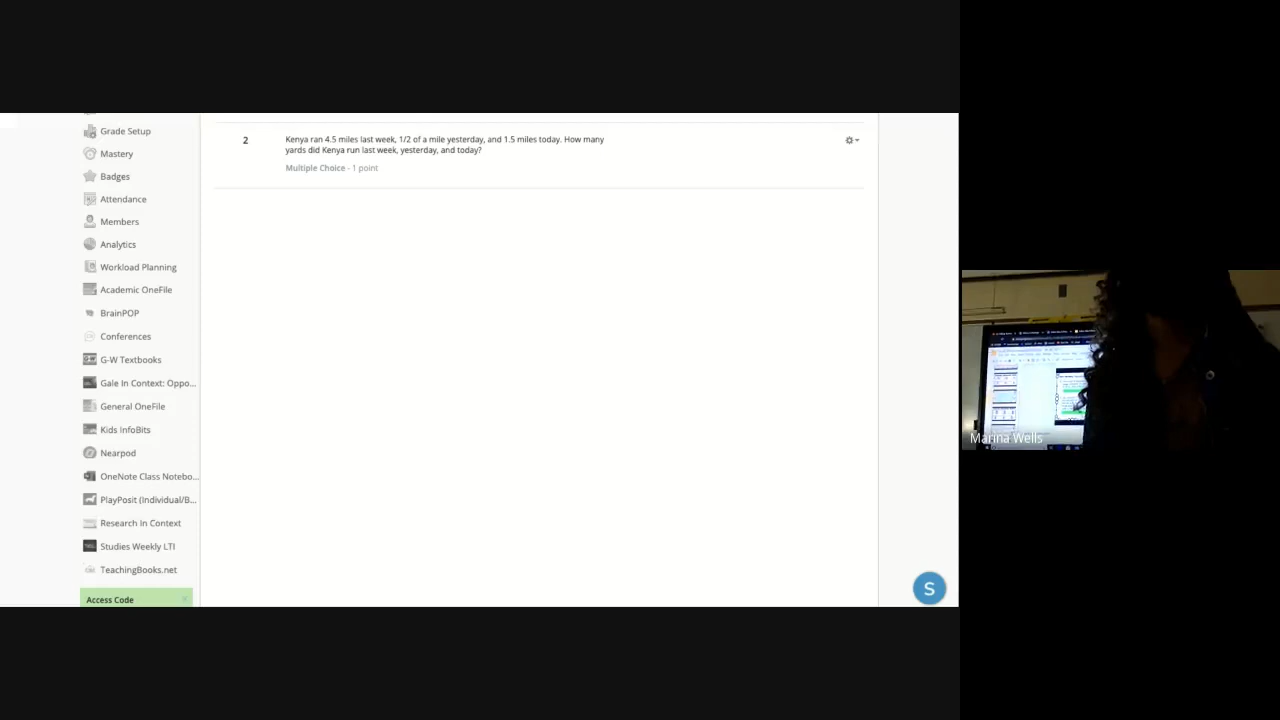 Grade Setup
Mastery
Badges
Attendance
Members
Analytics
Workload Planning
Academic OneFile
BrainPOP
Conferences
G-W Textbooks
Gale In Context: Oppo...
General OneFile
Kids InfoBits
Nearpod
OneNote Class Notebo...
PlayPosit (Individual/B...
Research In Context
Studies Weekly LTI
TeachingBooks.net
Access Code
2
Kenya ran 4.5 miles last week, 1/2 of a mile yesterday, and 1.5 miles today. How many
yards did Kenya run last week, yesterday, and today?
Multiple Choice - 1 point
S
Marina Wells